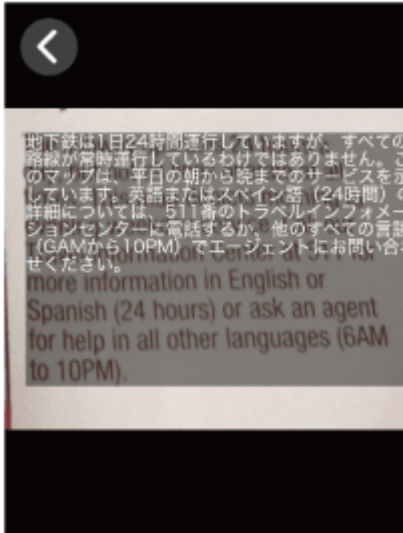 地下鉄は1日24時間運行していますが、すべての
路線が常時運行しているわけではありません。こ
のマップは、平日の朝から晩までのサービスを示
しています。英語またはスペイン語（24時間）の
詳細については、511番のトラベルインフォメー
ションセンターに電話するか、他のすべての言語
（GAMから10PM）でエージェントにお問い合わ
せください。
more information in English or
Spanish (24 hours) or ask an agent
for help in all other languages (6AM
to 10PM).